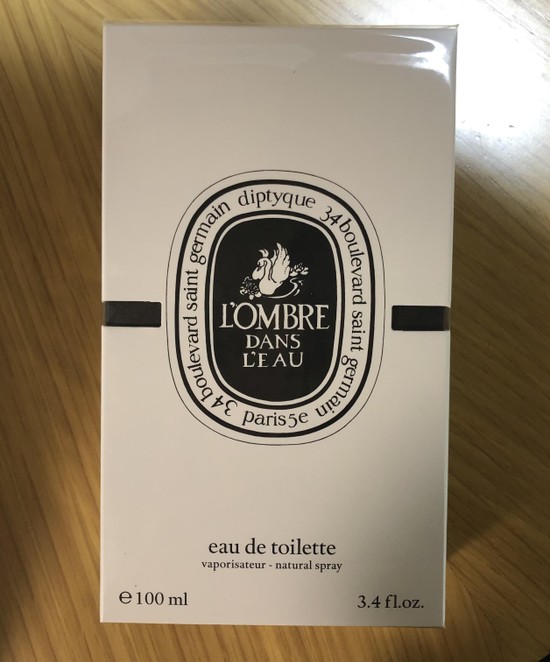 diptyque 34 boulevard saint germain paris 5e 34 boulevard saint germain
L'OMBRE
DANS
L'EAU
eau de toilette
vaporisateur - natural spray
℮ 100 ml
3.4 fl.oz.